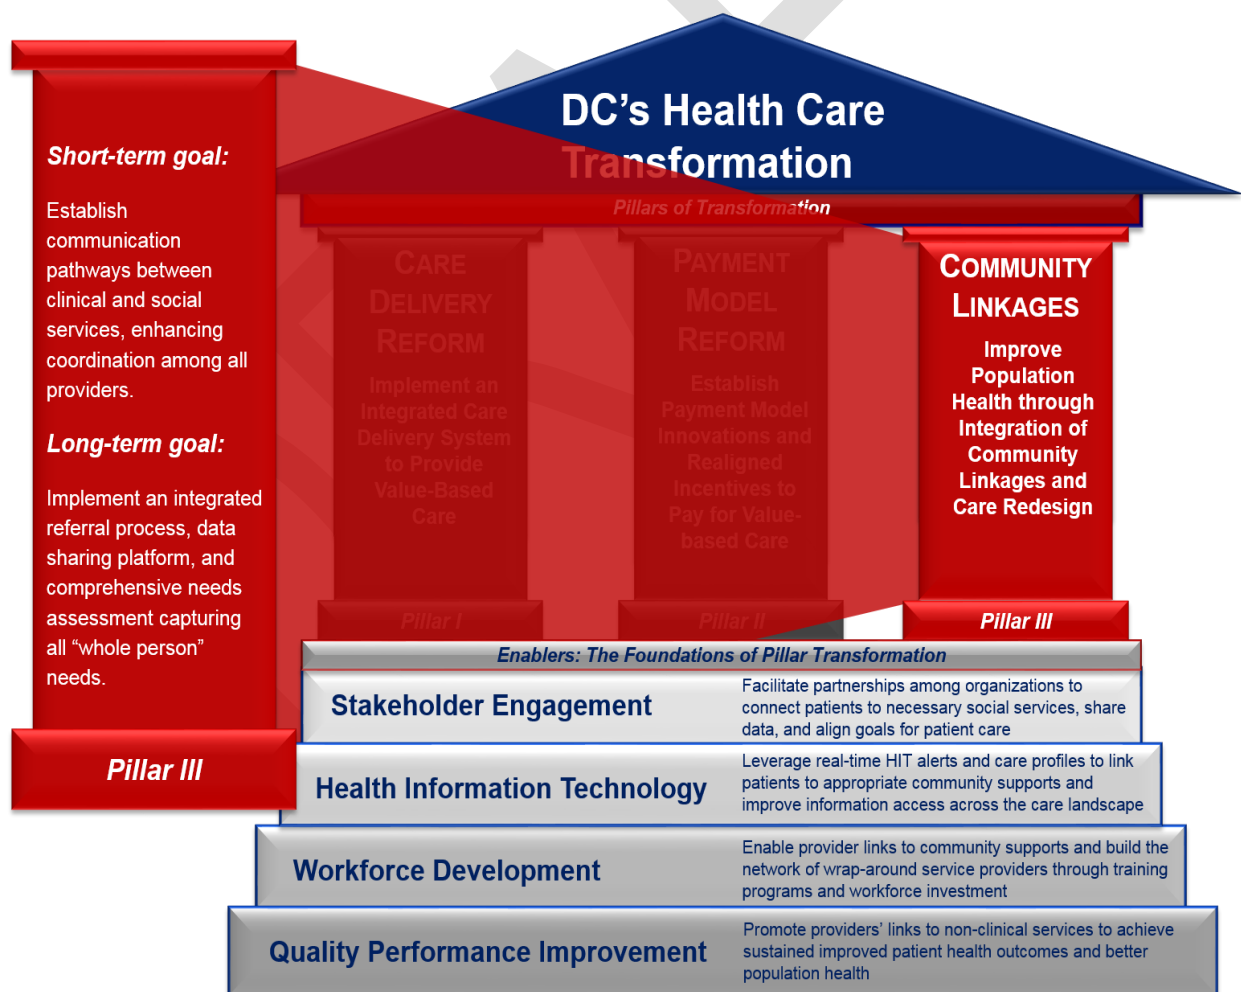 DC's Health Care
Transformation
Pillars of Transformation
Short-term goal:
Establish
communication
pathways between
clinical and social
services, enhancing
coordination among all
providers.
Long-term goal:
Implement an integrated
referral process, data
sharing platform, and
comprehensive needs
assessment capturing
all “whole person”
needs.
Pillar III
CARE
DELIVERY
REFORM
Implement an
Integrated Care
Delivery System
to Provide
Value-Based
Care
Pillar I
PAYMENT
MODEL
REFORM
Establish
Payment Model
Innovations and
Realigned
Incentives to
Pay for Value-
based Care
Pillar II
COMMUNITY
LINKAGES
Improve
Population
Health through
Integration of
Community
Linkages and
Care Redesign
Pillar III
Enablers: The Foundations of Pillar Transformation
Stakeholder Engagement
Facilitate partnerships among organizations to
connect patients to necessary social services, share
data, and align goals for patient care
Health Information Technology
Leverage real-time HIT alerts and care profiles to link
patients to appropriate community supports and
improve information access across the care landscape
Workforce Development
Enable provider links to community supports and build the
network of wrap-around service providers through training
programs and workforce investment
Quality Performance Improvement
Promote providers' links to non-clinical services to achieve
sustained improved patient health outcomes and better
population health